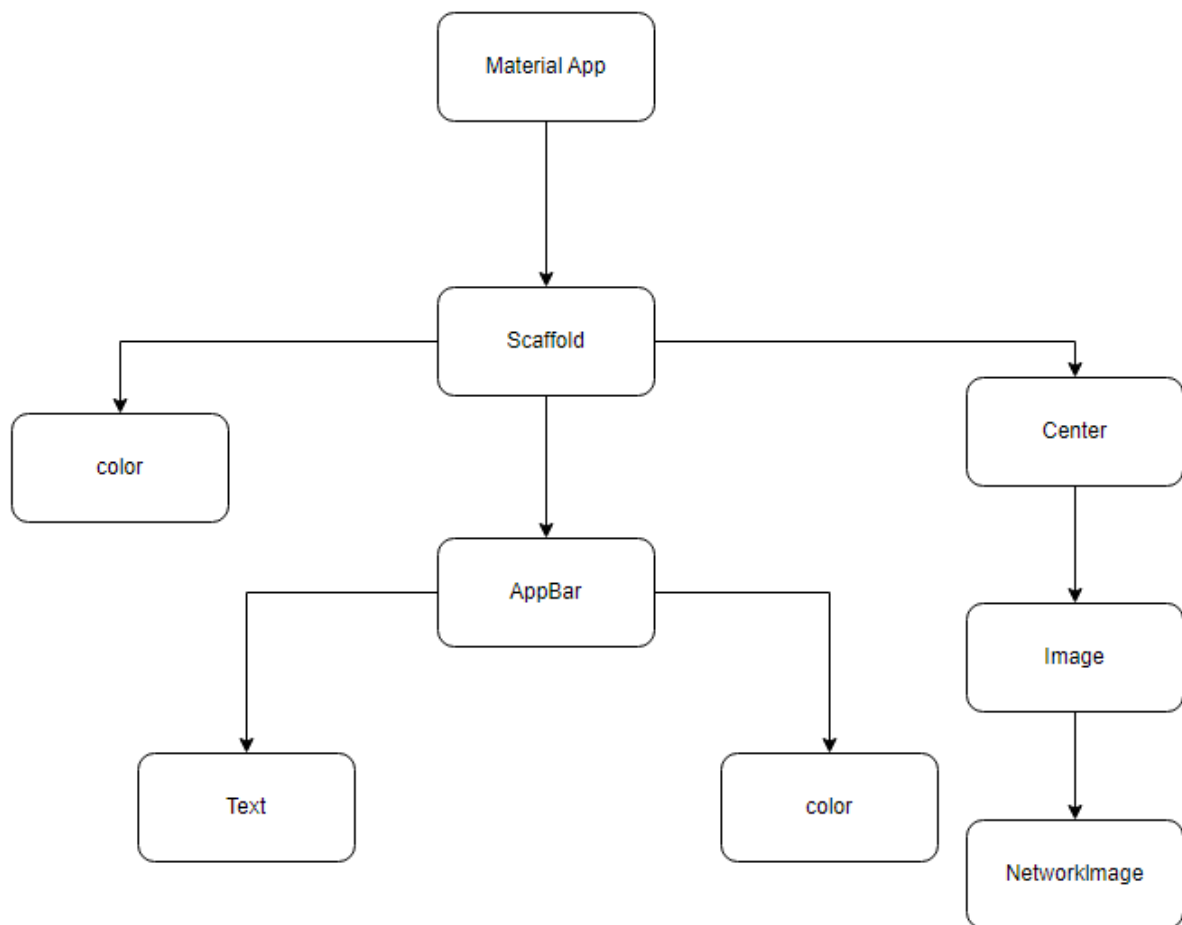 Material App
Scaffold
color
Center
AppBar
Image
Text
color
NetworkImage